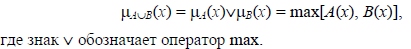 μA∪B(x) = μA(x)∨μB(x) = max[A(x), B(x)],
где знак ∨ обозначает оператор max.